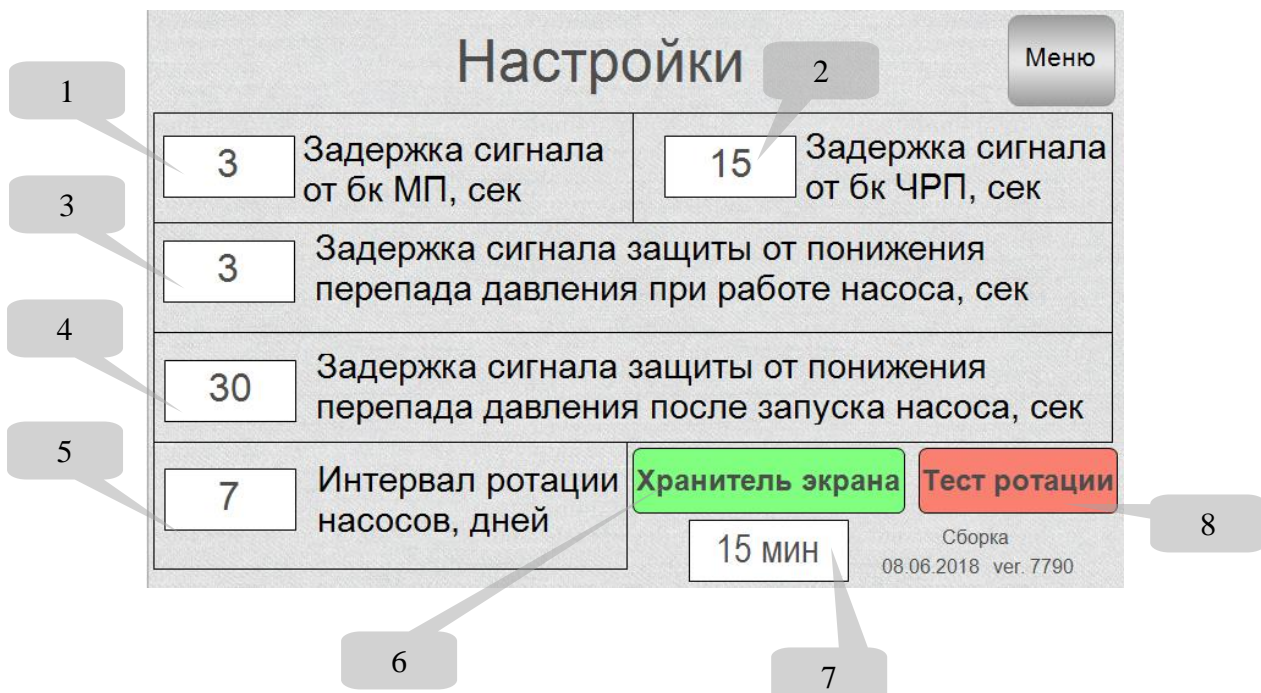 Настройки
Меню
1
2
3
Задержка сигнала
от бк МП, сек
15
Задержка сигнала
от бк ЧРП, сек
3
3
Задержка сигнала защиты от понижения
перепада давления при работе насоса, сек
4
30
Задержка сигнала защиты от понижения
перепада давления после запуска насоса, сек
5
7
Интервал ротации
насосов, дней
Хранитель экрана
Тест ротации
8
15 мин
Сборка
08.06.2018 ver. 7790
6
7